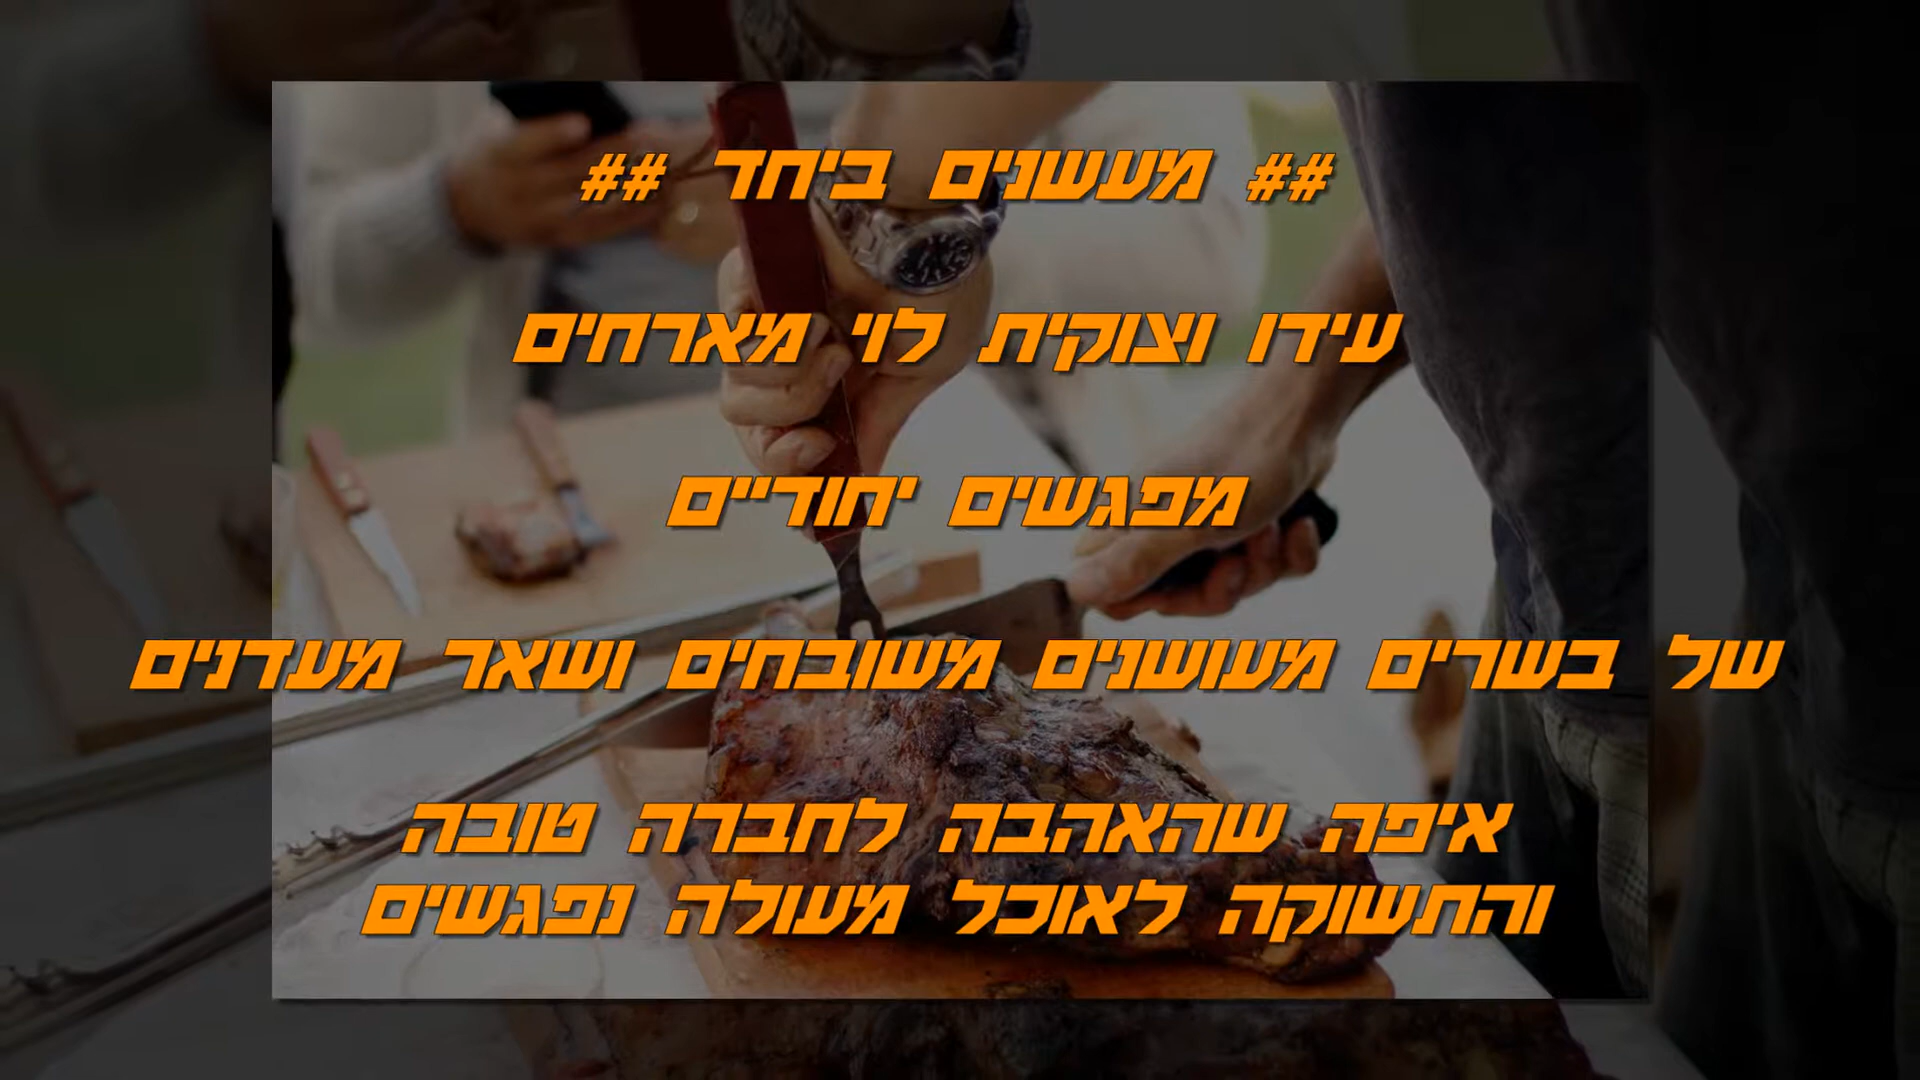 ## מעשנים ביחד ##
עידו וצוקית לוי מארחים
מפגשים יחודיים
של בשרים מעושנים משובחים ושאר מעדנים
איפה שהאהבה לחברה טובה
והתשוקה לאוכל מעולה נפגשים